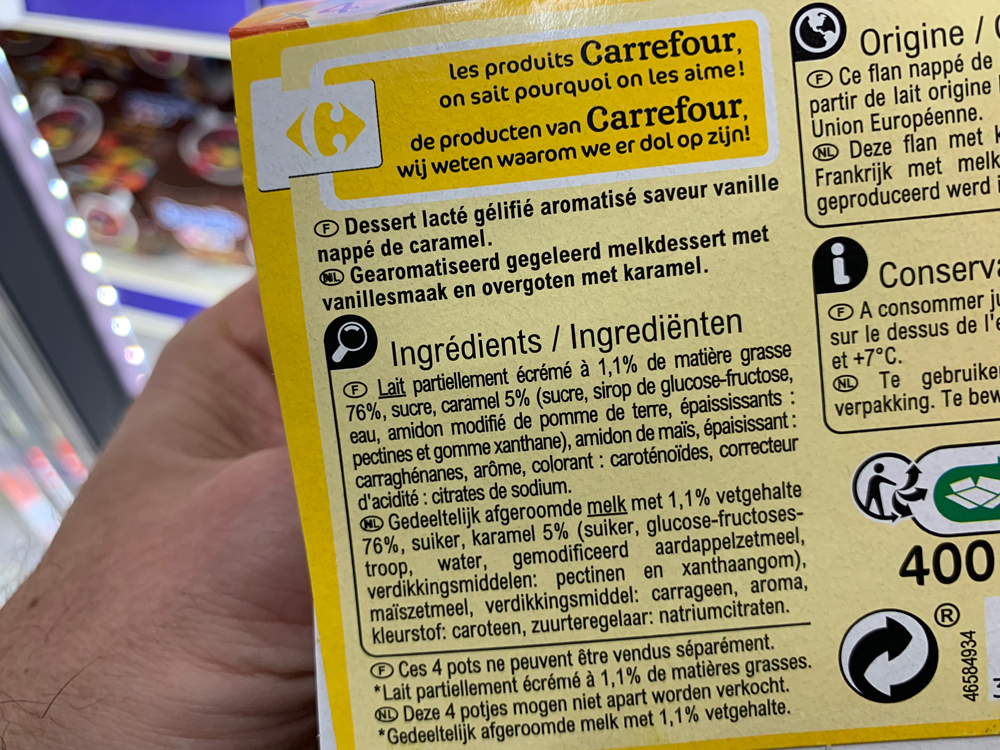 les produits Carrefour,
on sait pourquoi on les aime!
de producten van Carrefour,
wij weten waarom we er dol op zijn!
Ⓕ Dessert lacté gélifié aromatisé saveur vanille
nappé de caramel.
NL Gearomatiseerd gegeleerd melkdessert met
vanillesmaak en overgoten met karamel.
Ingrédients / Ingrediënten
Ⓕ Lait partiellement écrémé à 1,1% de matière grasse
76%, sucre, caramel 5% (sucre, sirop de glucose-fructose,
eau, amidon modifié de pomme de terre, épaississants :
pectines et gomme xanthane), amidon de maïs, épaisissant :
carraghénanes, arôme, colorant : caroténoïdes, correcteur
d'acidité : citrates de sodium.
NL Gedeeltelijk afgeroomde melk met 1,1% vetgehalte
76%, suiker, karamel 5% (suiker, glucose-fructoses-
troop, water, gemodificeerd aardappelzetmeel,
verdikkingsmiddelen: pectinen en xanthaangom),
maïszetmeel, verdikkingsmiddel: carrageen, aroma,
kleurstof: caroteen, zuurteregelaar: natriumcitraten.
Ⓕ Ces 4 pots ne peuvent être vendus séparément.
*Lait partiellement écrémé à 1,1% de matières grasses.
NL Deze 4 potjes mogen niet apart worden verkocht.
*Gedeeltelijk afgeroomde melk met 1,1% vetgehalte.
Origine /
Ⓕ Ce flan nappé de
partir de lait origine
Union Européenne.
NL Deze flan met
Frankrijk met melk
geproduceerd werd
Conserva
Ⓕ A consommer ju
sur le dessus de l'é
et +7°C.
NL Te gebruike
verpakking. Te bew
400
®
46584934